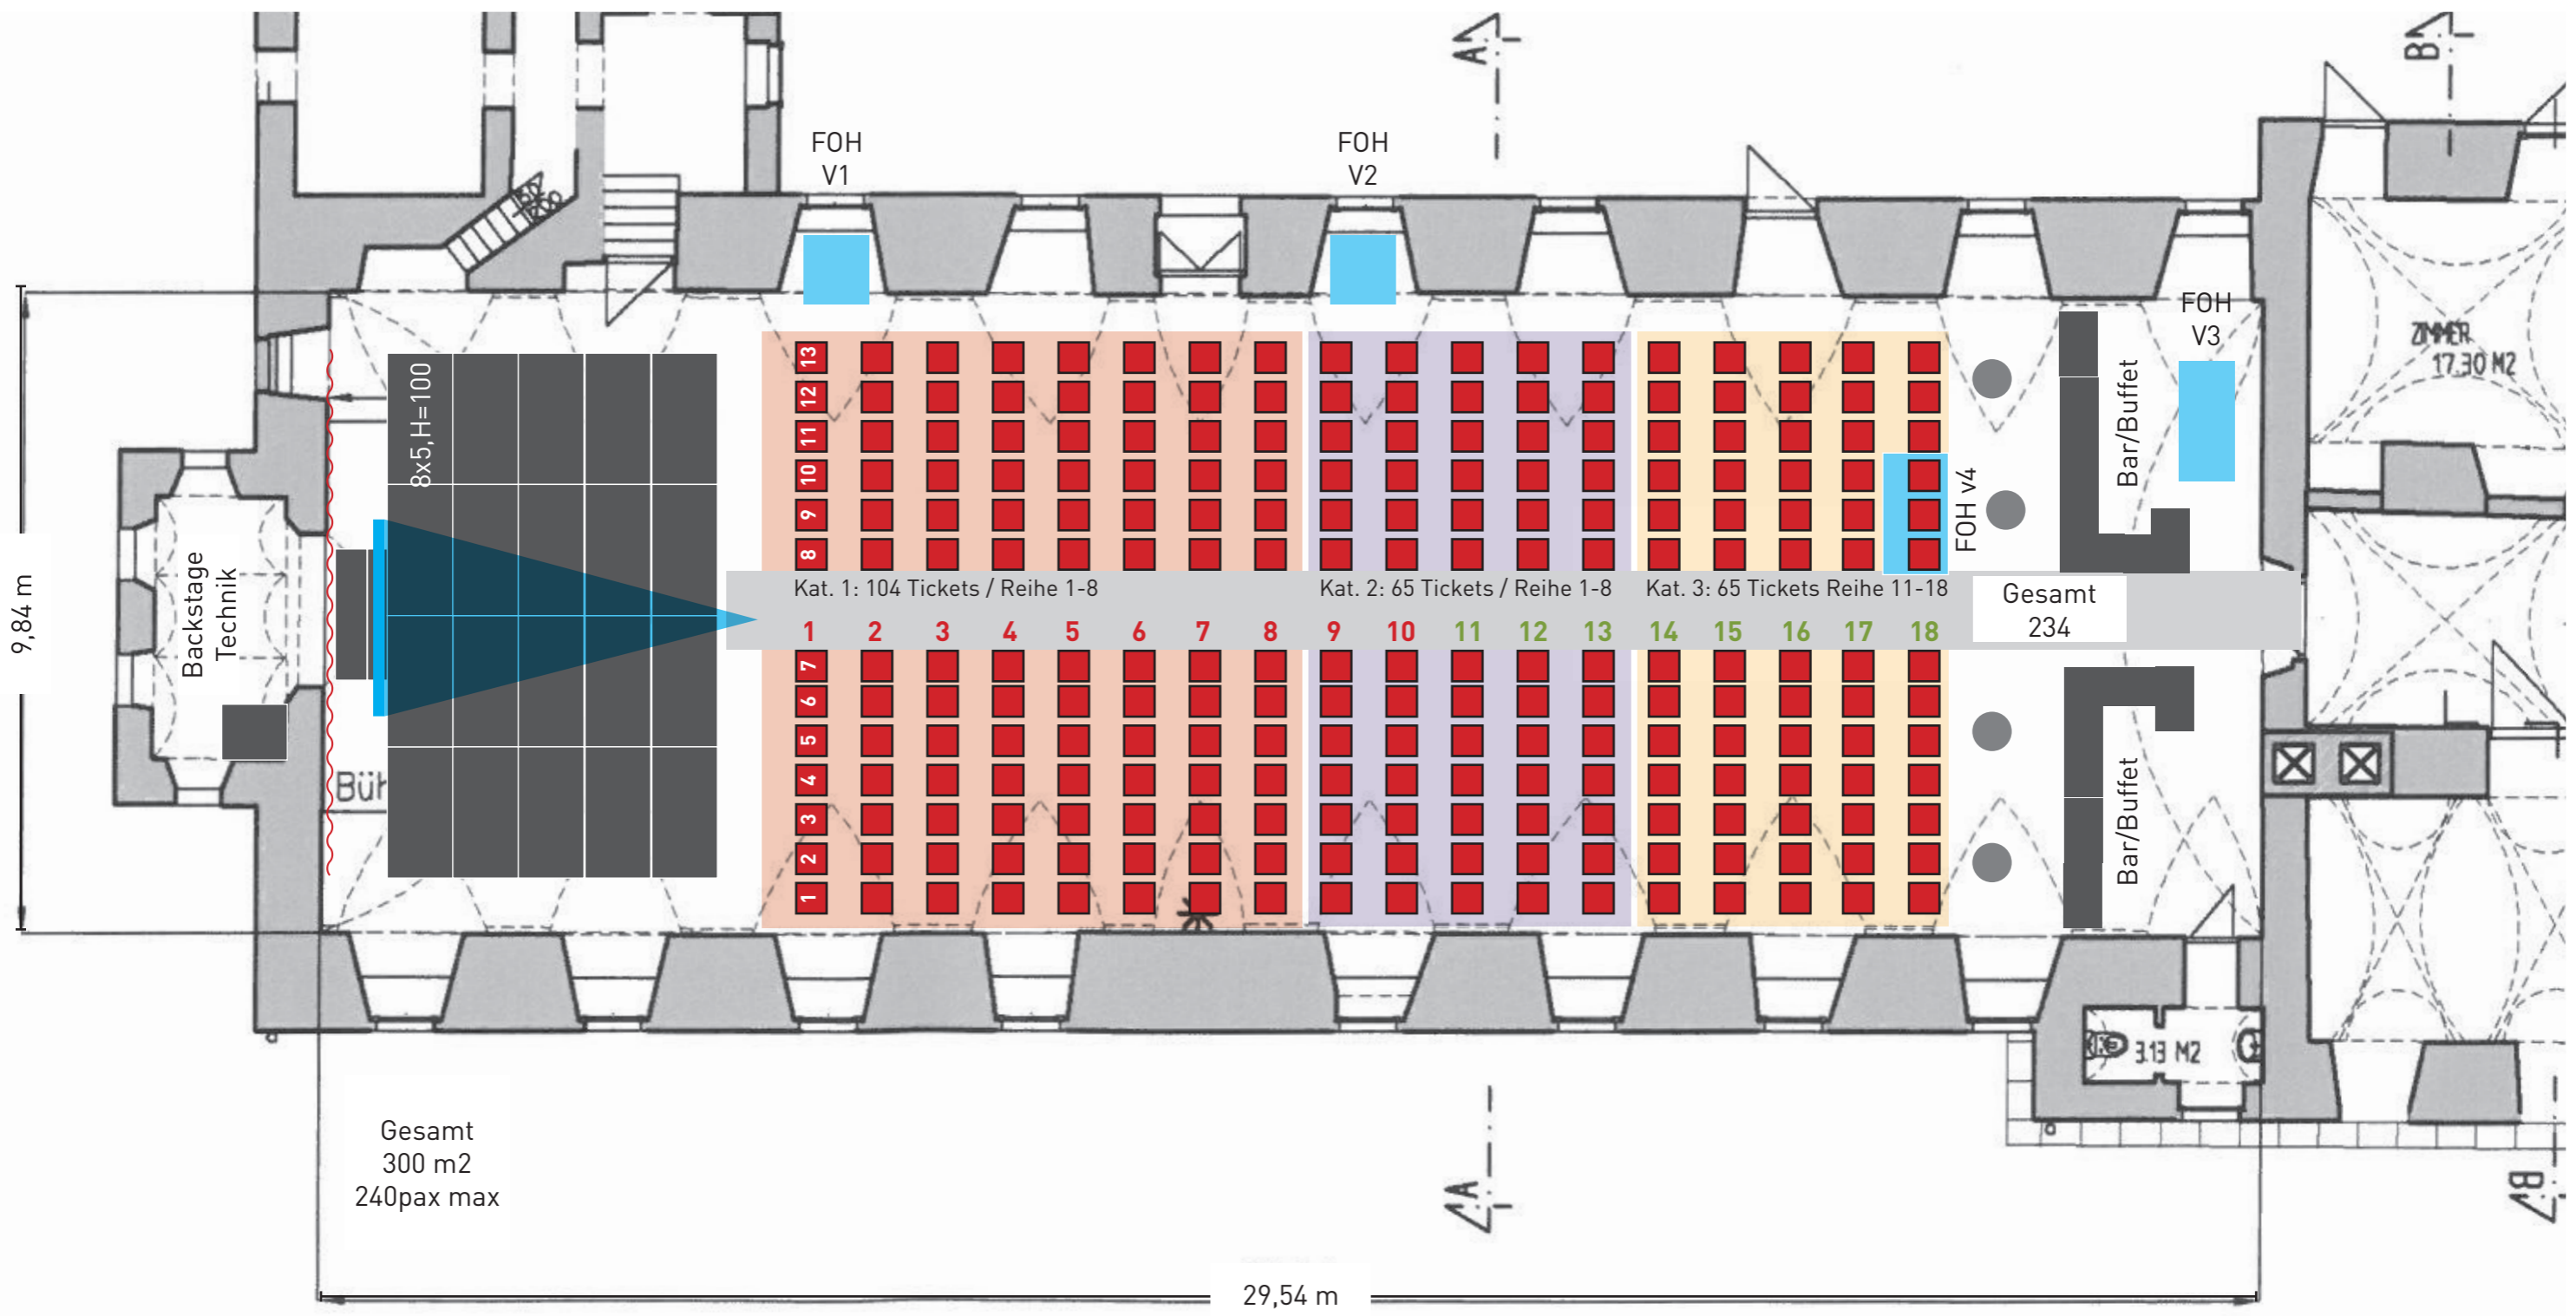 A
B
FOH
V1
FOH
V2
FOH
V3
ZIMMER
17.30 M2
8x5,H=100
13
12
11
10
9
8
Bar/Buffet
FOH v4
Backstage
Technik
9,84 m
Kat. 1: 104 Tickets / Reihe 1-8
Kat. 2: 65 Tickets / Reihe 1-8
Kat. 3: 65 Tickets Reihe 11-18
Gesamt
234
1 2 3 4 5 6 7 8 9 10 11 12 13 14 15 16 17 18
7
6
5
4
3
2
1
Büh
Bar/Buffet
3.13 M2
Gesamt
300 m2
240pax max
A
B
29,54 m